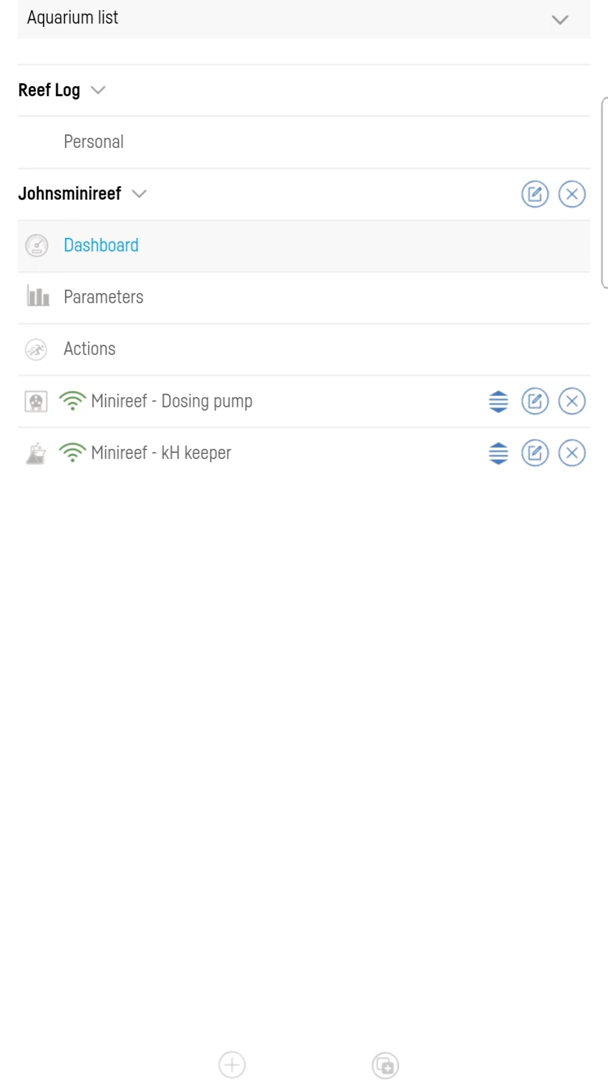 Aquarium list
Reef Log
Personal
Johnsminireef
Dashboard
Parameters
Actions
Minireef - Dosing pump
Minireef - kH keeper